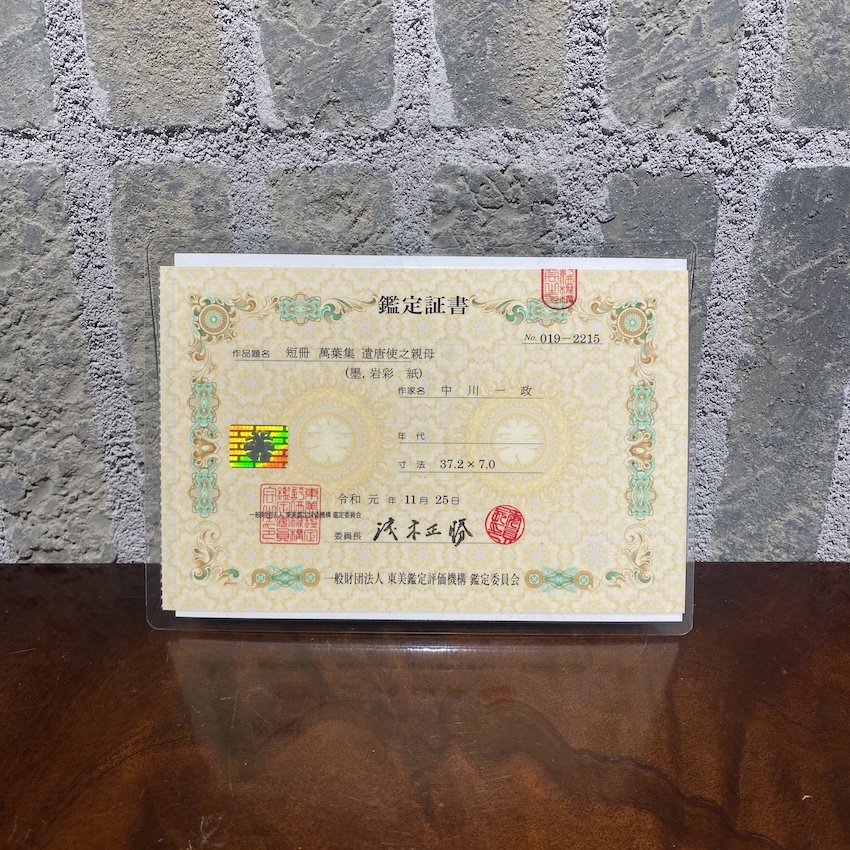 鑑定証書
No. 019-2215
作品題名 短冊 萬葉集 遣唐使之親母
(墨,岩彩 紙)
作家名 中川一政
年代
寸法 37.2×7.0
令和元年11月25日
一般財団法人 東美鑑定評価機構 鑑定委員会
委員長
一般財団法人 東美鑑定評価機構 鑑定委員会